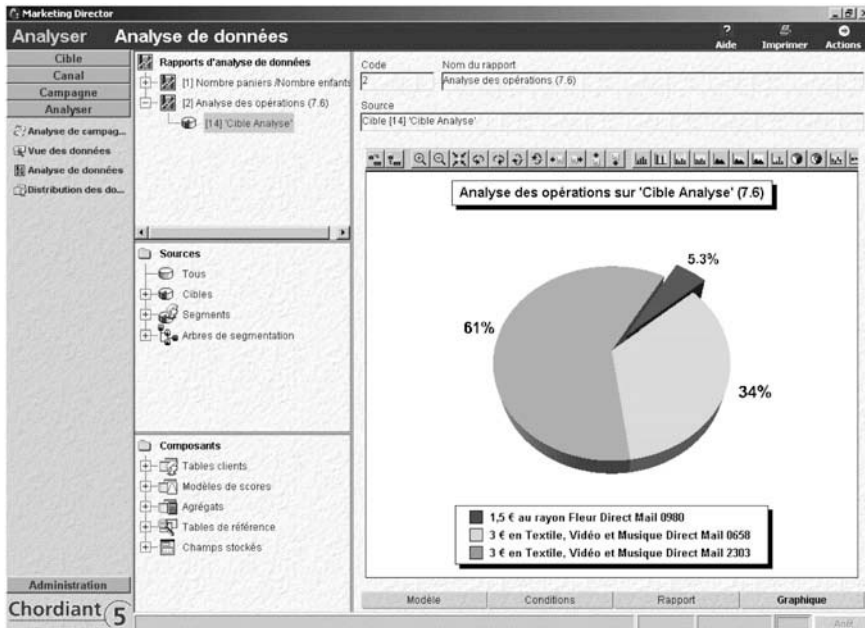 Marketing Director
Analyser Analyse de données
Aide Imprimer Actions
Cible
Canal
Campagne
Analyser
Analyse de campag...
Vue des données
Analyse de données
Distribution des do...
Administration
Chordiant 5
Rapports d'analyse de données
[1] Nombre paniers /Nombre enfants
[2] Analyse des opérations (7.6)
[14] 'Cible Analyse'
Sources
Tous
Cibles
Segments
Arbres de segmentation
Composants
Tables clients
Modèles de scores
Agrégats
Tables de référence
Champs stockés
Code Nom du rapport
2 Analyse des opérations (7.6)
Source
Cible [14] 'Cible Analyse'
Analyse des opérations sur 'Cible Analyse' (7.6)
5.3%
61%
34%
1,5 € au rayon Fleur Direct Mail 0980
3 € en Textile, Vidéo et Musique Direct Mail 0658
3 € en Textile, Vidéo et Musique Direct Mail 2303
Modèle Conditions Rapport Graphique
Arrêt